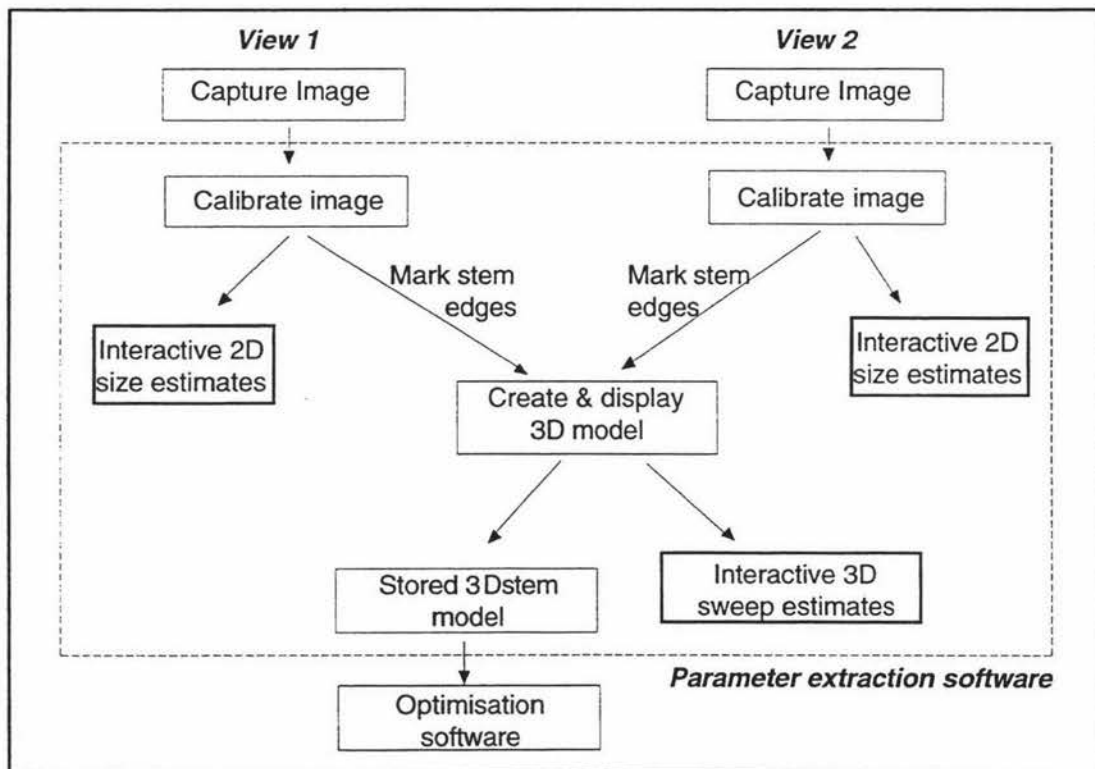 View 1
View 2
Capture Image
Capture Image
Calibrate image
Calibrate image
Mark stem
edges
Mark stem
edges
Interactive 2D
size estimates
Interactive 2D
size estimates
Create & display
3D model
Stored 3Dstem
model
Interactive 3D
sweep estimates
Parameter extraction software
Optimisation
software